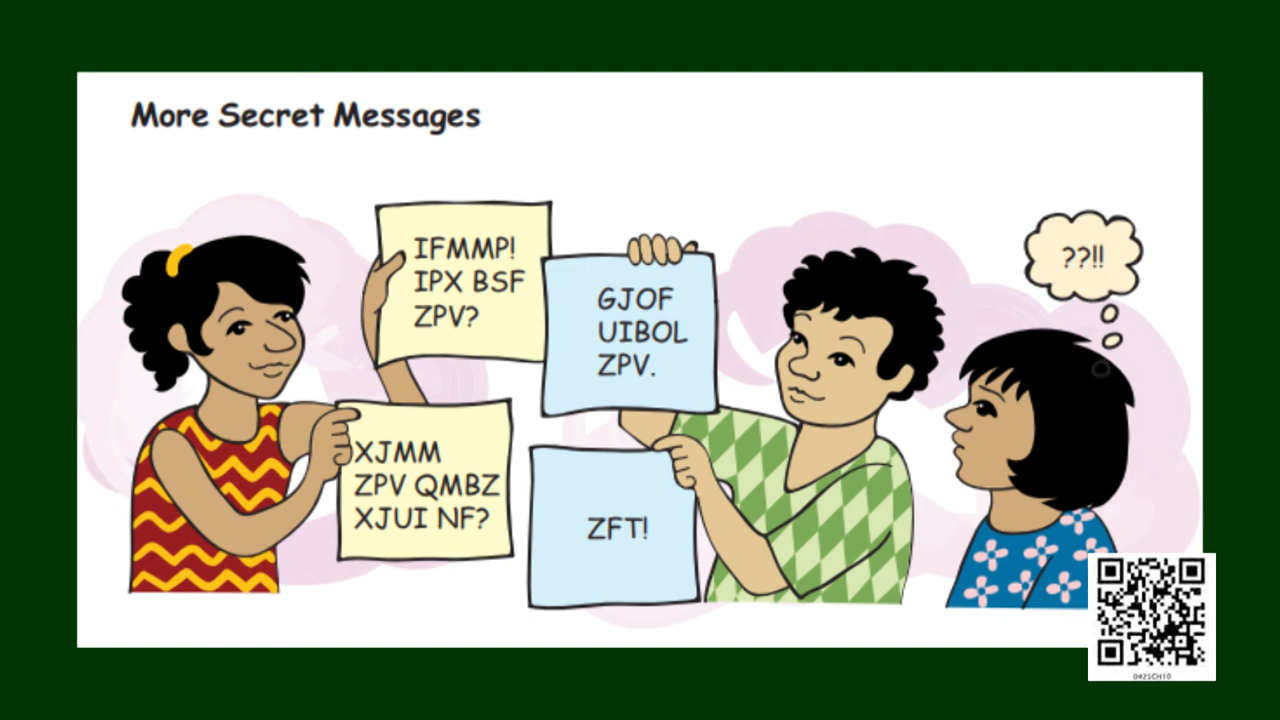 More Secret Messages
IFMMP!
IPX BSF
ZPV?
GJOF
UIBOL
ZPV.
XJMM
ZPV QMBZ
XJUI NF?
ZFT!
??!!